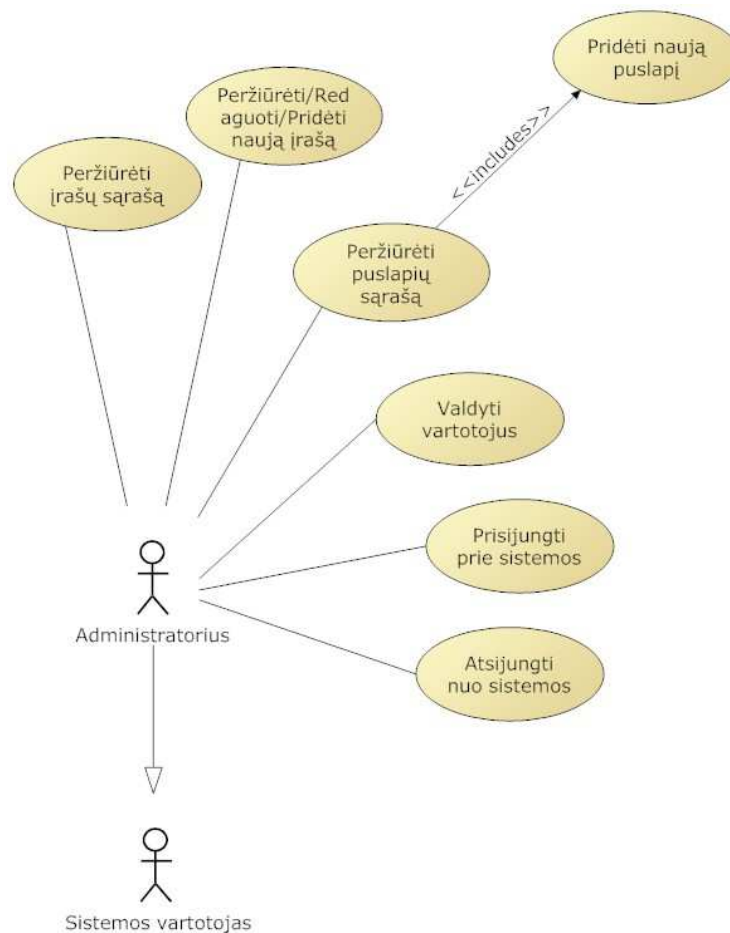 Pridėti naują
puslapį
Peržiūrėti/Red
aguoti/Pridėti
naują įrašą
<<includes>>
Peržiūrėti
įrašų sąrašą
Peržiūrėti
puslapių
sąrašą
Valdyti
vartotojus
Prisijungti
prie sistemos
Administratorius
Atsijungti
nuo sistemos
Sistemos vartotojas